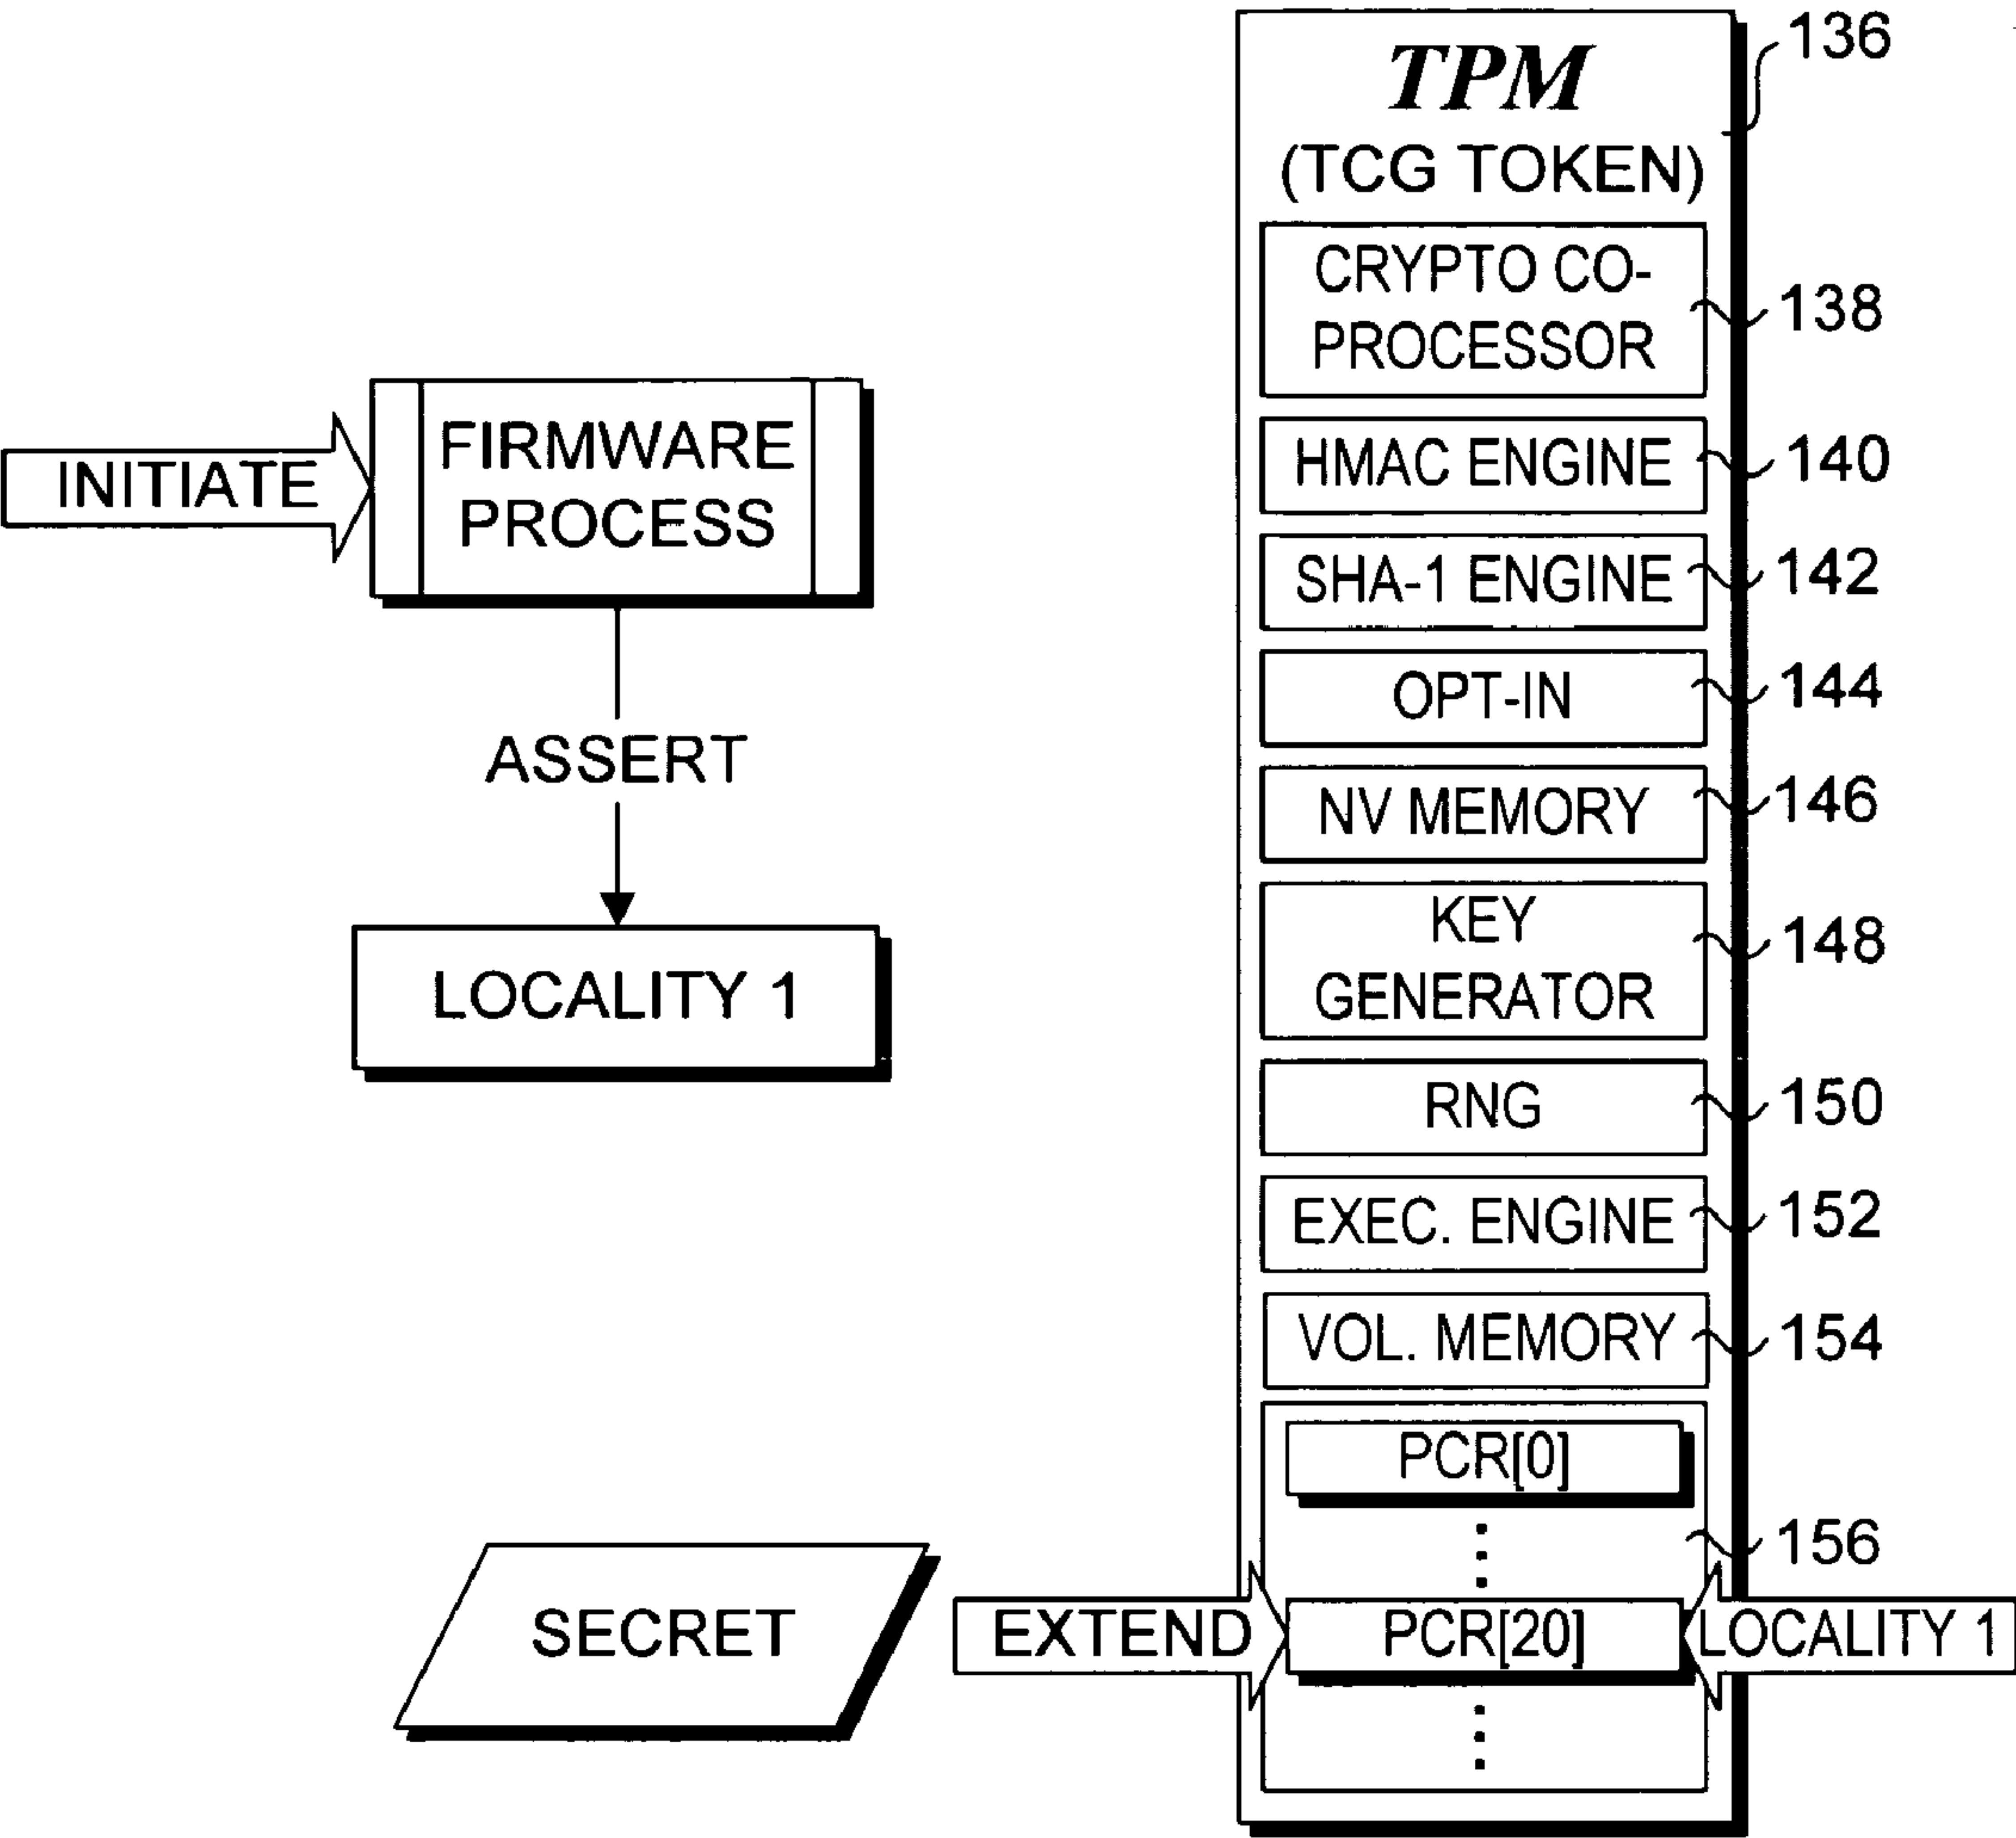 INITIATE
FIRMWARE
PROCESS
ASSERT
LOCALITY 1
SECRET
TPM
(TCG TOKEN)
136
CRYPTO CO-
PROCESSOR
138
HMAC ENGINE
140
SHA-1 ENGINE
142
OPT-IN
144
NV MEMORY
146
KEY
GENERATOR
148
RNG
150
EXEC. ENGINE
152
VOL. MEMORY
154
PCR[0]
156
EXTEND
PCR[20]
LOCALITY 1